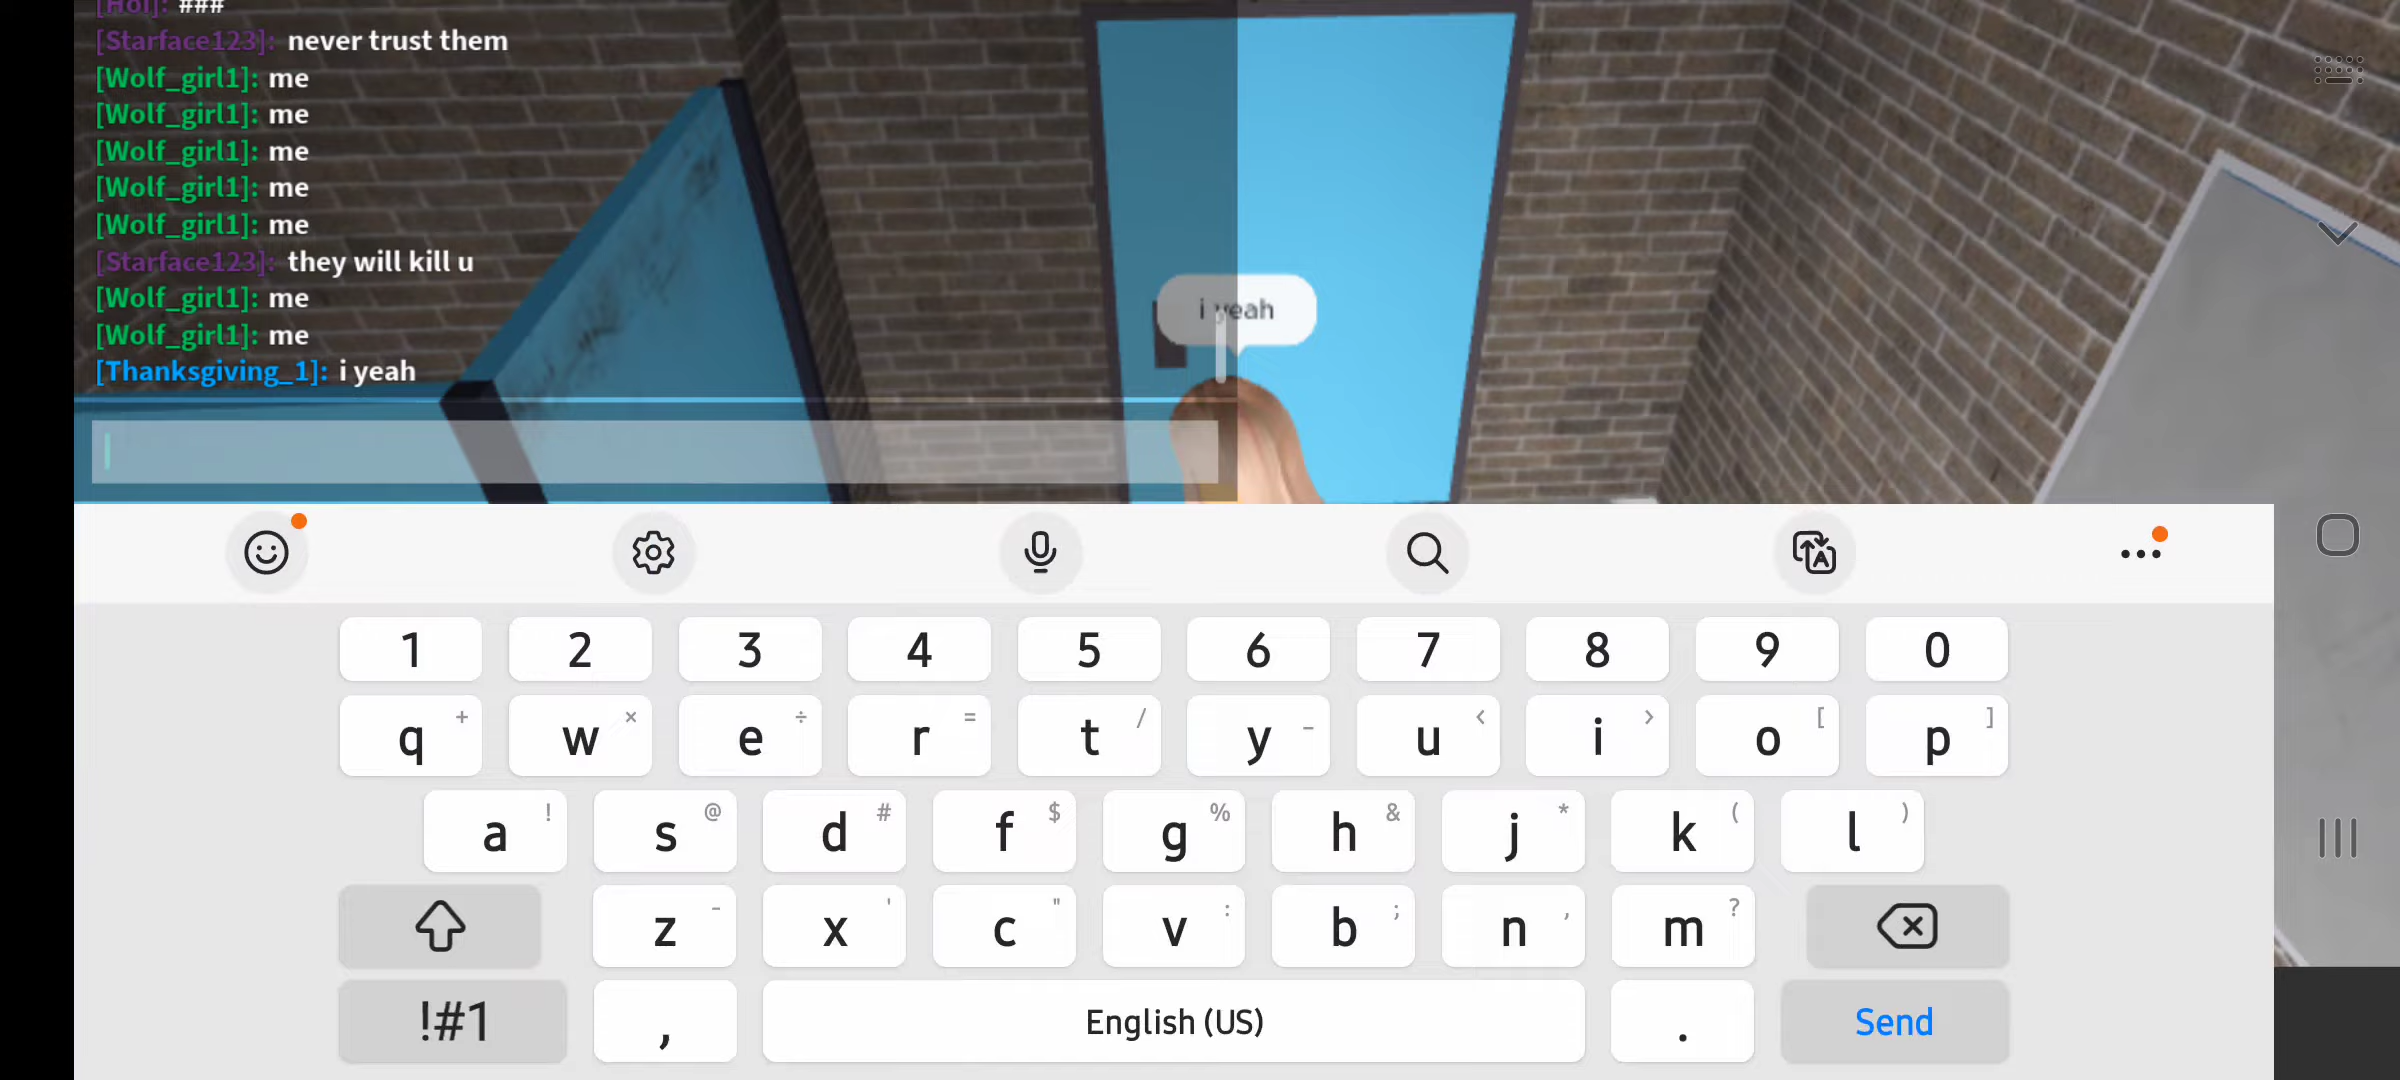 [Hoi]: ###
[Starface123]: never trust them
[Wolf_girl1]: me
[Wolf_girl1]: me
[Wolf_girl1]: me
[Wolf_girl1]: me
[Wolf_girl1]: me
[Starface123]: they will kill u
[Wolf_girl1]: me
[Wolf_girl1]: me
[Thanksgiving_1]: i yeah
i yeah
1 2 3 4 5 6 7 8 9 0
q + w × e ÷ r = t / y _ u < i > o [ p ]
a ! s @ d # f $ g % h & j * k ( l )
z - x ' c " v : b ; n , m ?
!#1 , English (US) . Send